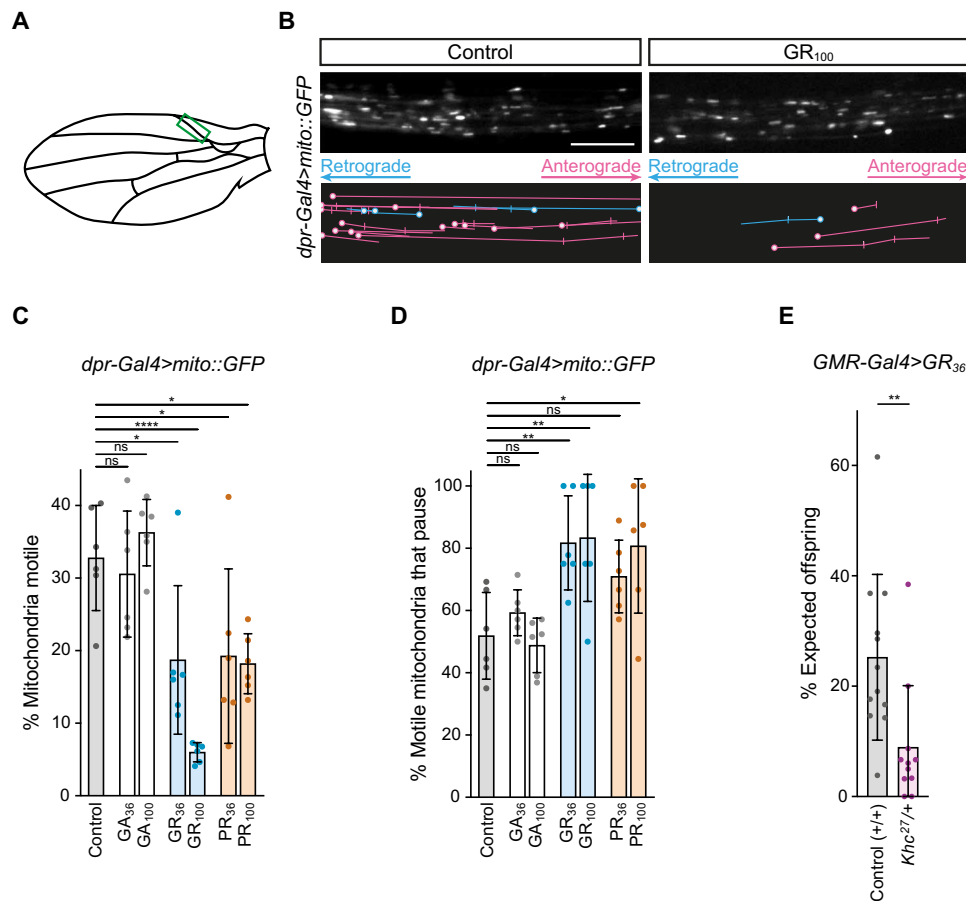 A
B
Control
GR100
dpr-Gal4>mito::GFP
Retrograde
Anterograde
Retrograde
Anterograde
C
dpr-Gal4>mito::GFP
*
*
****
*
ns
ns
% Mitochondria motile
40
30
20
10
0
Control
GA36
GA100
GR36
GR100
PR36
PR100
D
dpr-Gal4>mito::GFP
*
ns
**
**
ns
ns
% Motile mitochondria that pause
100
80
60
40
20
0
Control
GA36
GA100
GR36
GR100
PR36
PR100
E
GMR-Gal4>GR36
**
% Expected offspring
80
60
40
20
0
Control (+/+)
Khc27/+